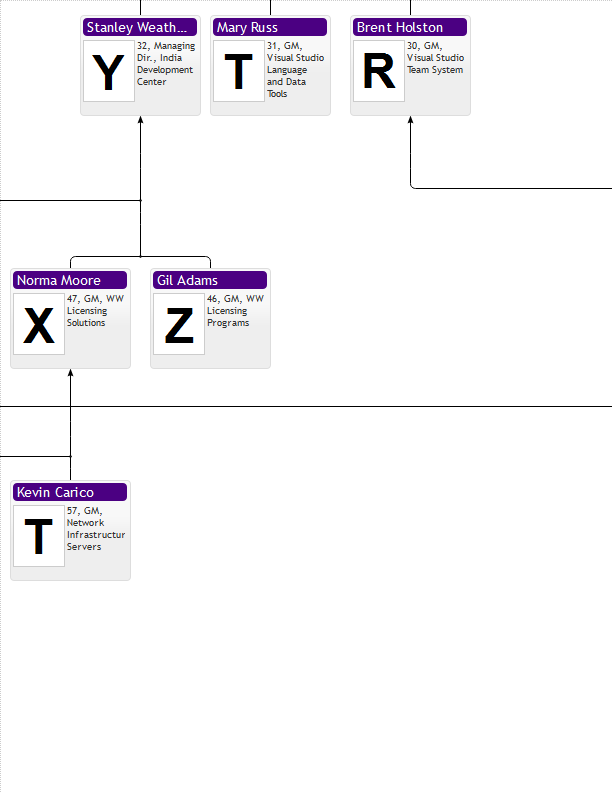 Stanley Weath...
Y
32, Managing
Dir., India
Development
Center
Mary Russ
T
31, GM,
Visual Studio
Language
and Data
Tools
Brent Holston
R
30, GM,
Visual Studio
Team System
Norma Moore
X
47, GM, WW
Licensing
Solutions
Gil Adams
Z
46, GM, WW
Licensing
Programs
Kevin Carico
T
57, GM,
Network
Infrastructur
Servers